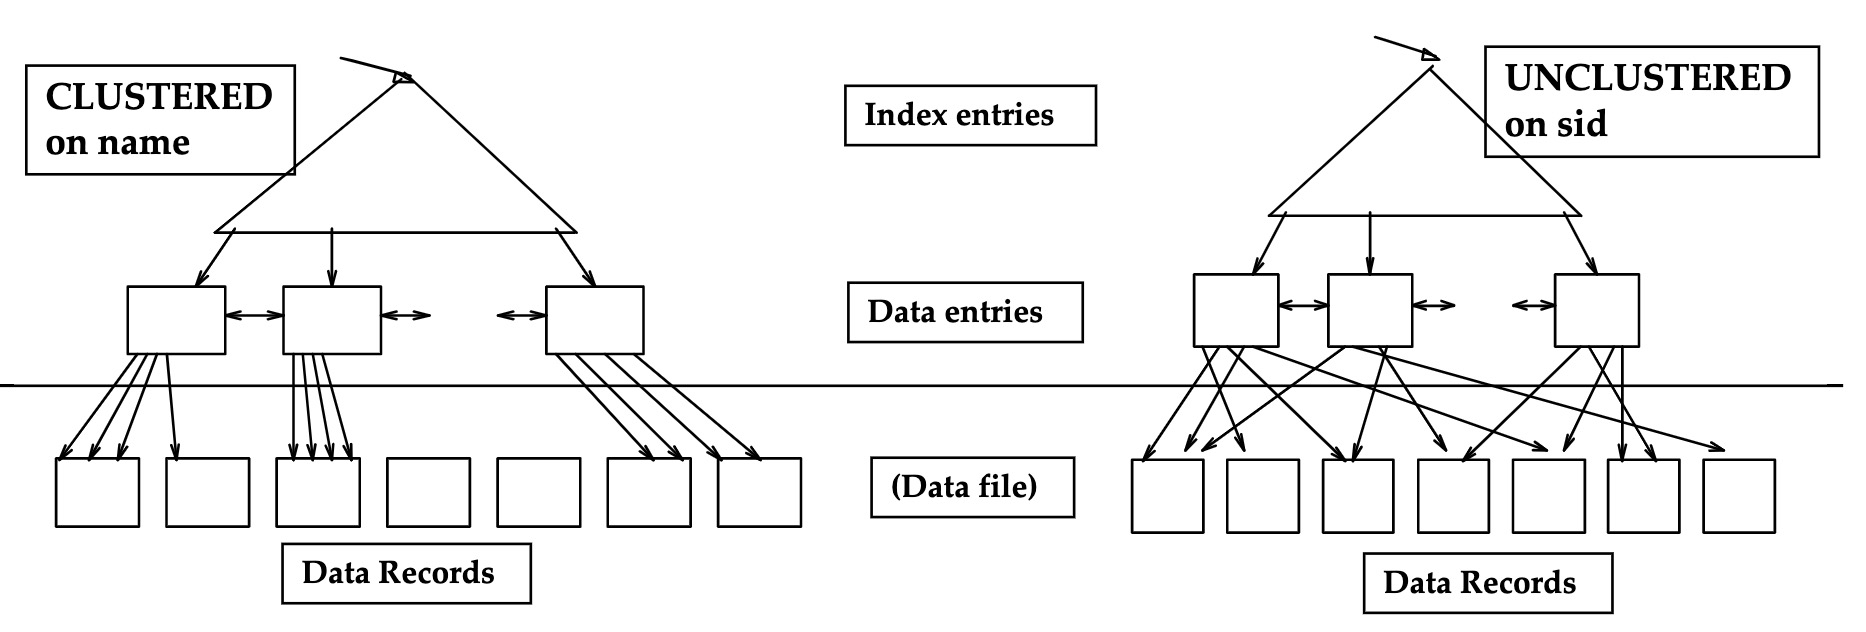 CLUSTERED
on name
Index entries
UNCLUSTERED
on sid
Data entries
(Data file)
Data Records
Data Records